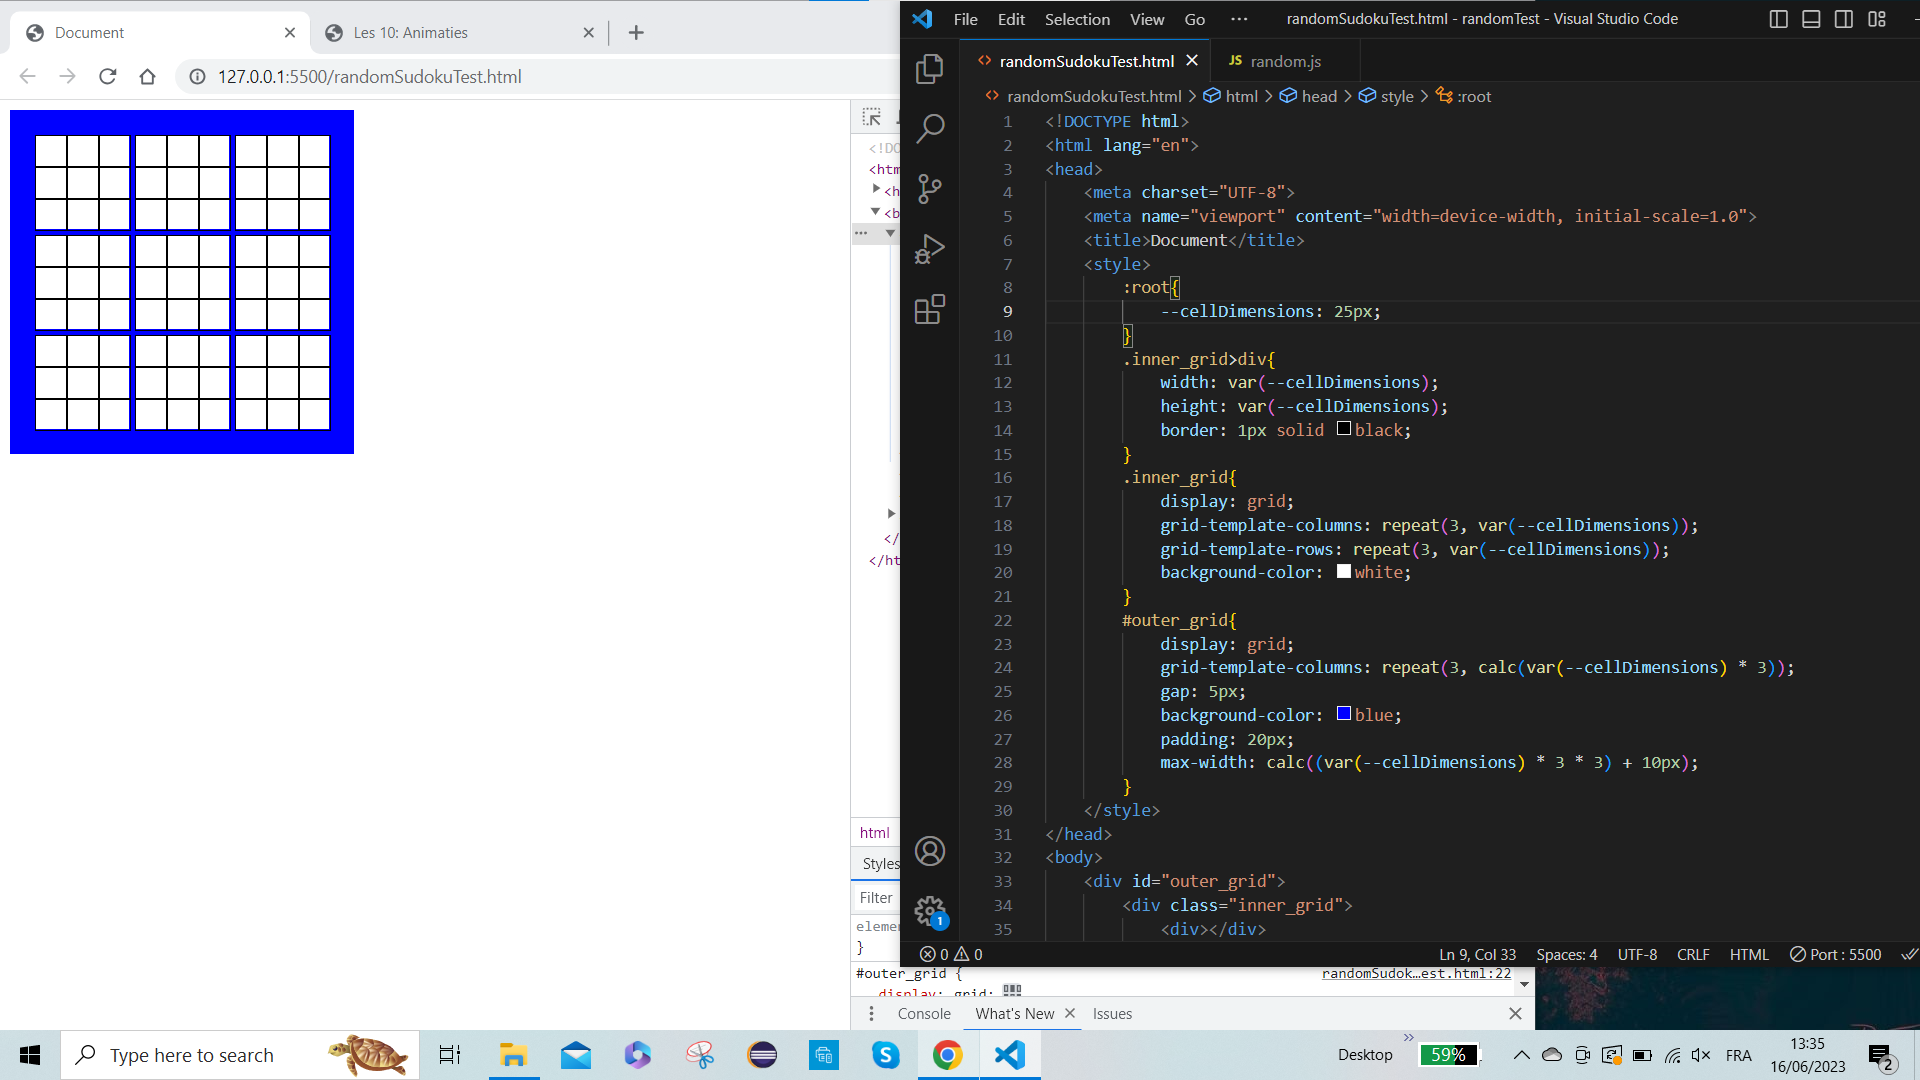 Document
Les 10: Animaties
127.0.0.1:5500/randomSudokuTest.html
<!DO
<htm
<h
<b
</
</ht
html
Styles
Filter
elemer
}
#outer_grid {
randomSudok...est.html:22
display: grid;
Console
What's New
Issues
File Edit Selection View Go ···
randomSudokuTest.html - randomTest - Visual Studio Code
randomSudokuTest.html
JS random.js
randomSudokuTest.html > html > head > style > :root
1 <!DOCTYPE html>
2 <html lang="en">
3 <head>
4 <meta charset="UTF-8">
5 <meta name="viewport" content="width=device-width, initial-scale=1.0">
6 <title>Document</title>
7 <style>
8 :root{
9 --cellDimensions: 25px;
10 }
11 .inner_grid>div{
12 width: var(--cellDimensions);
13 height: var(--cellDimensions);
14 border: 1px solid black;
15 }
16 .inner_grid{
17 display: grid;
18 grid-template-columns: repeat(3, var(--cellDimensions));
19 grid-template-rows: repeat(3, var(--cellDimensions));
20 background-color: white;
21 }
22 #outer_grid{
23 display: grid;
24 grid-template-columns: repeat(3, calc(var(--cellDimensions) * 3));
25 gap: 5px;
26 background-color: blue;
27 padding: 20px;
28 max-width: calc((var(--cellDimensions) * 3 * 3) + 10px);
29 }
30 </style>
31 </head>
32 <body>
33 <div id="outer_grid">
34 <div class="inner_grid">
35 <div></div>
1
0 0
Ln 9, Col 33 Spaces: 4 UTF-8 CRLF HTML Port : 5500
Type here to search
Desktop
59%
FRA
13:35
16/06/2023
2